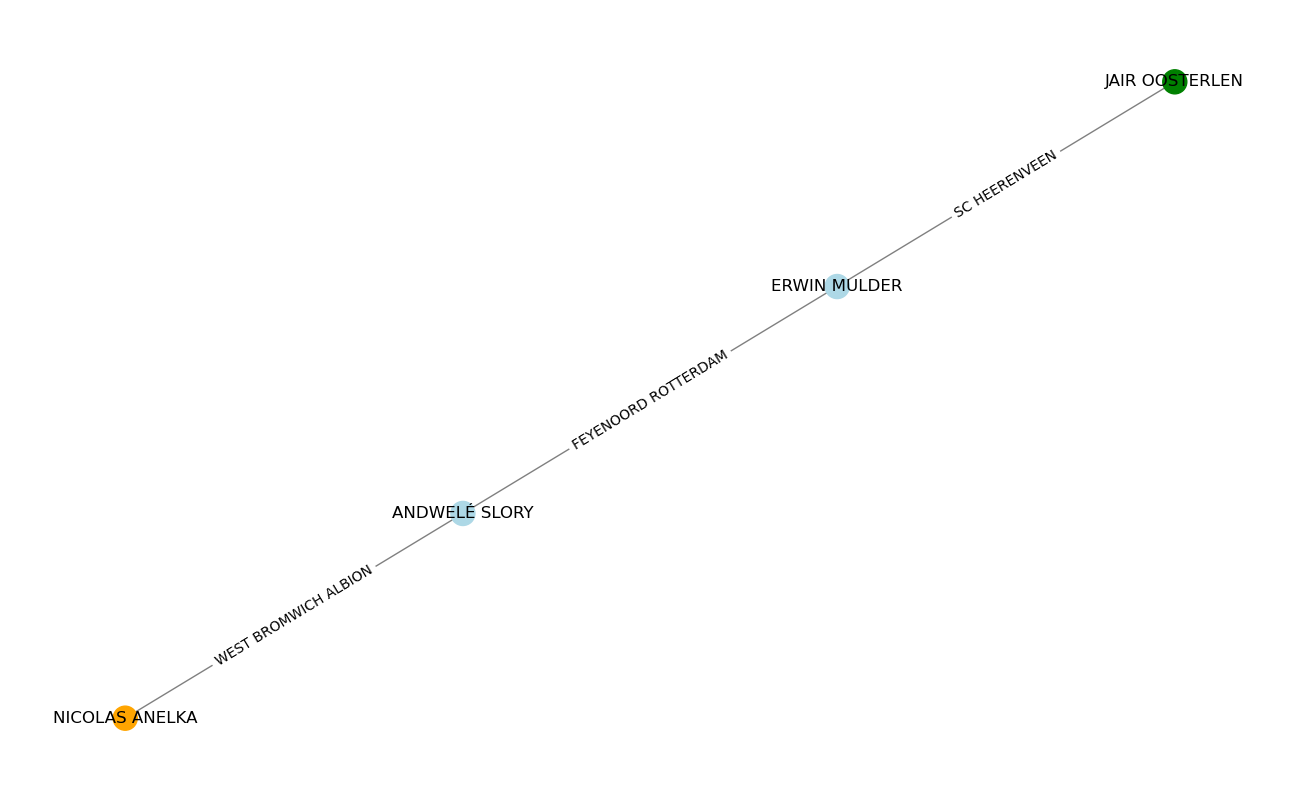 JAIR OOSTERLEN
SC HEERENVEEN
ERWIN MULDER
FEYENOORD ROTTERDAM
ANDWELÉ SLORY
WEST BROMWICH ALBION
NICOLAS ANELKA